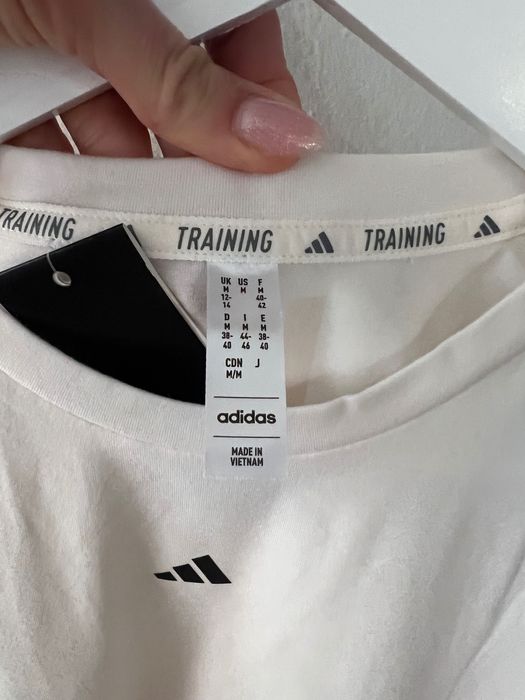 TRAINING TRAINING TRAINING
UK US F
M M M
12- 40-
14 42
D I E
M M M
38- 44- 38-
40 46 40
CDN J
M/M
adidas
MADE IN
VIETNAM